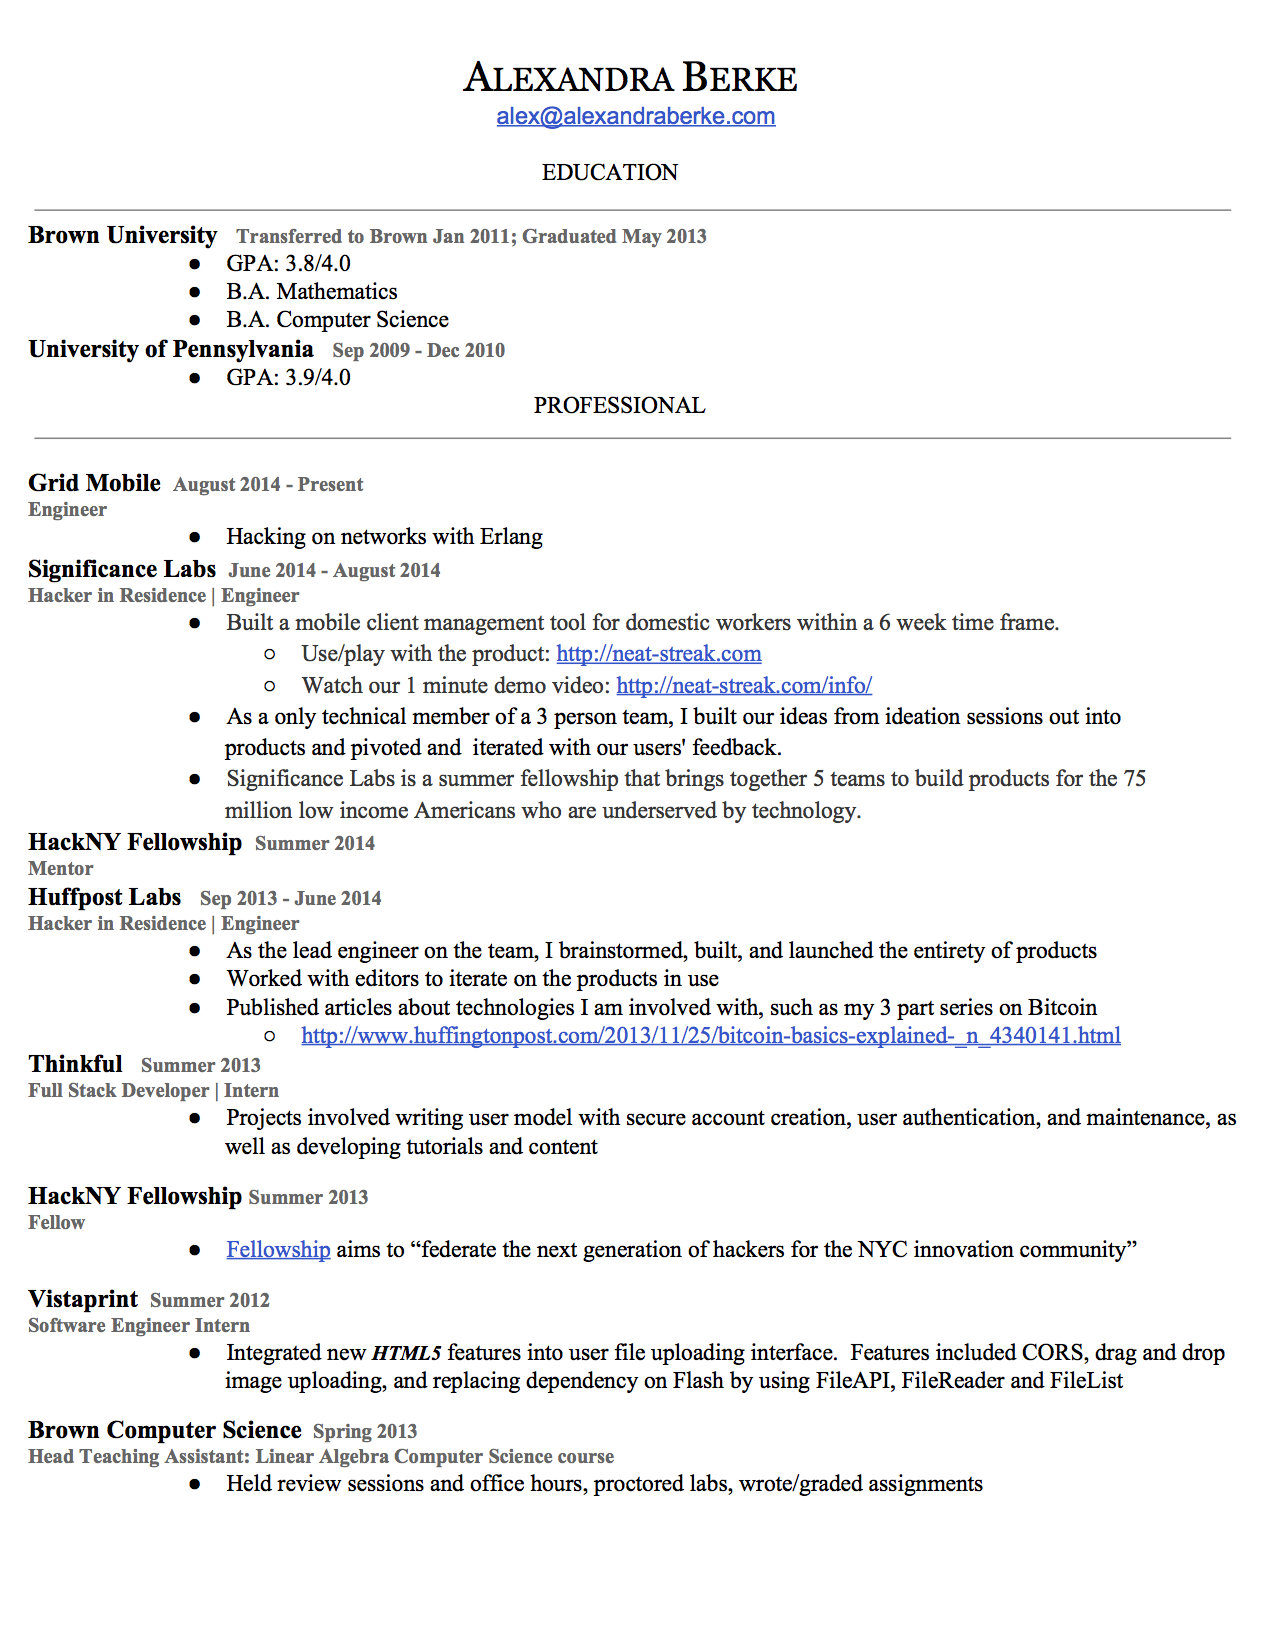 ALEXANDRA BERKE
alex@alexandraberke.com
EDUCATION
Brown University Transferred to Brown Jan 2011; Graduated May 2013
● GPA: 3.8/4.0
● B.A. Mathematics
● B.A. Computer Science
University of Pennsylvania Sep 2009 - Dec 2010
● GPA: 3.9/4.0
PROFESSIONAL
Grid Mobile August 2014 - Present
Engineer
● Hacking on networks with Erlang
Significance Labs June 2014 - August 2014
Hacker in Residence | Engineer
● Built a mobile client management tool for domestic workers within a 6 week time frame.
○ Use/play with the product: http://neat-streak.com
○ Watch our 1 minute demo video: http://neat-streak.com/info/
● As a only technical member of a 3 person team, I built our ideas from ideation sessions out into
products and pivoted and iterated with our users' feedback.
● Significance Labs is a summer fellowship that brings together 5 teams to build products for the 75
million low income Americans who are underserved by technology.
HackNY Fellowship Summer 2014
Mentor
Huffpost Labs Sep 2013 - June 2014
Hacker in Residence | Engineer
● As the lead engineer on the team, I brainstormed, built, and launched the entirety of products
● Worked with editors to iterate on the products in use
● Published articles about technologies I am involved with, such as my 3 part series on Bitcoin
○ http://www.huffingtonpost.com/2013/11/25/bitcoin-basics-explained-_n_4340141.html
Thinkful Summer 2013
Full Stack Developer | Intern
● Projects involved writing user model with secure account creation, user authentication, and maintenance, as
well as developing tutorials and content
HackNY Fellowship Summer 2013
Fellow
● Fellowship aims to “federate the next generation of hackers for the NYC innovation community”
Vistaprint Summer 2012
Software Engineer Intern
● Integrated new HTML5 features into user file uploading interface. Features included CORS, drag and drop
image uploading, and replacing dependency on Flash by using FileAPI, FileReader and FileList
Brown Computer Science Spring 2013
Head Teaching Assistant: Linear Algebra Computer Science course
● Held review sessions and office hours, proctored labs, wrote/graded assignments